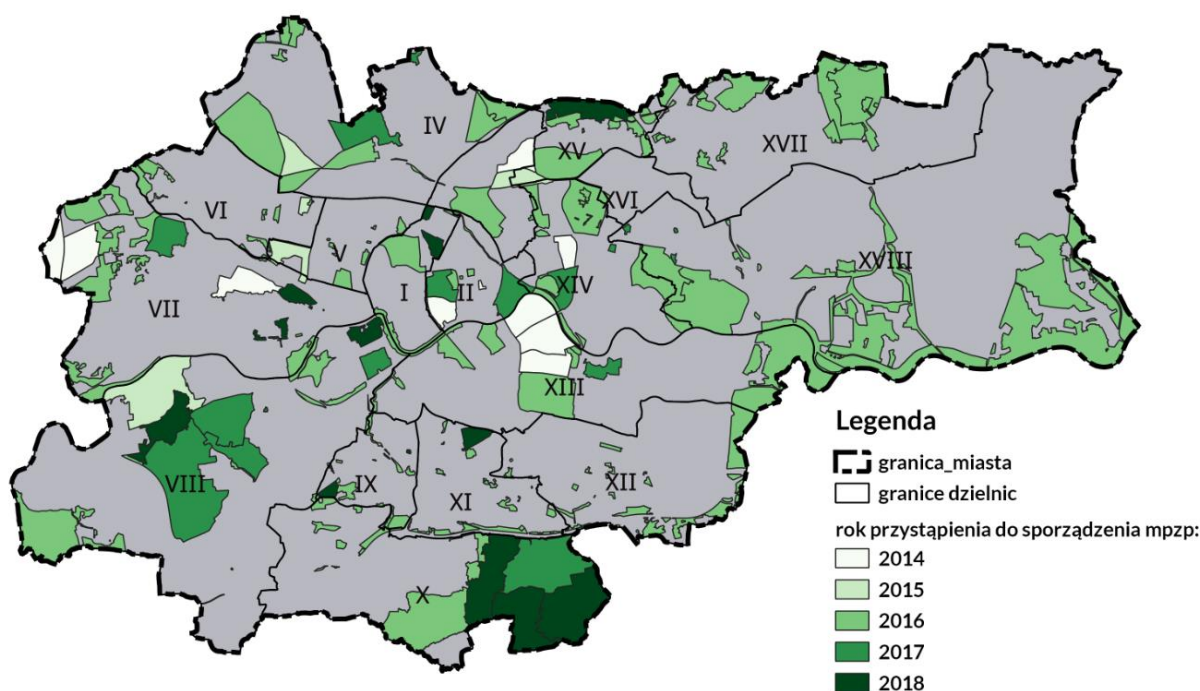 IV
XV
XVII
VI
XVI
V
XVIII
I
II
XIV
VII
XIII
VIII
IX
XI
XII
X
Legenda
granica_miasta
granice dzielnic
rok przystąpienia do sporządzenia mpzp:
2014
2015
2016
2017
2018